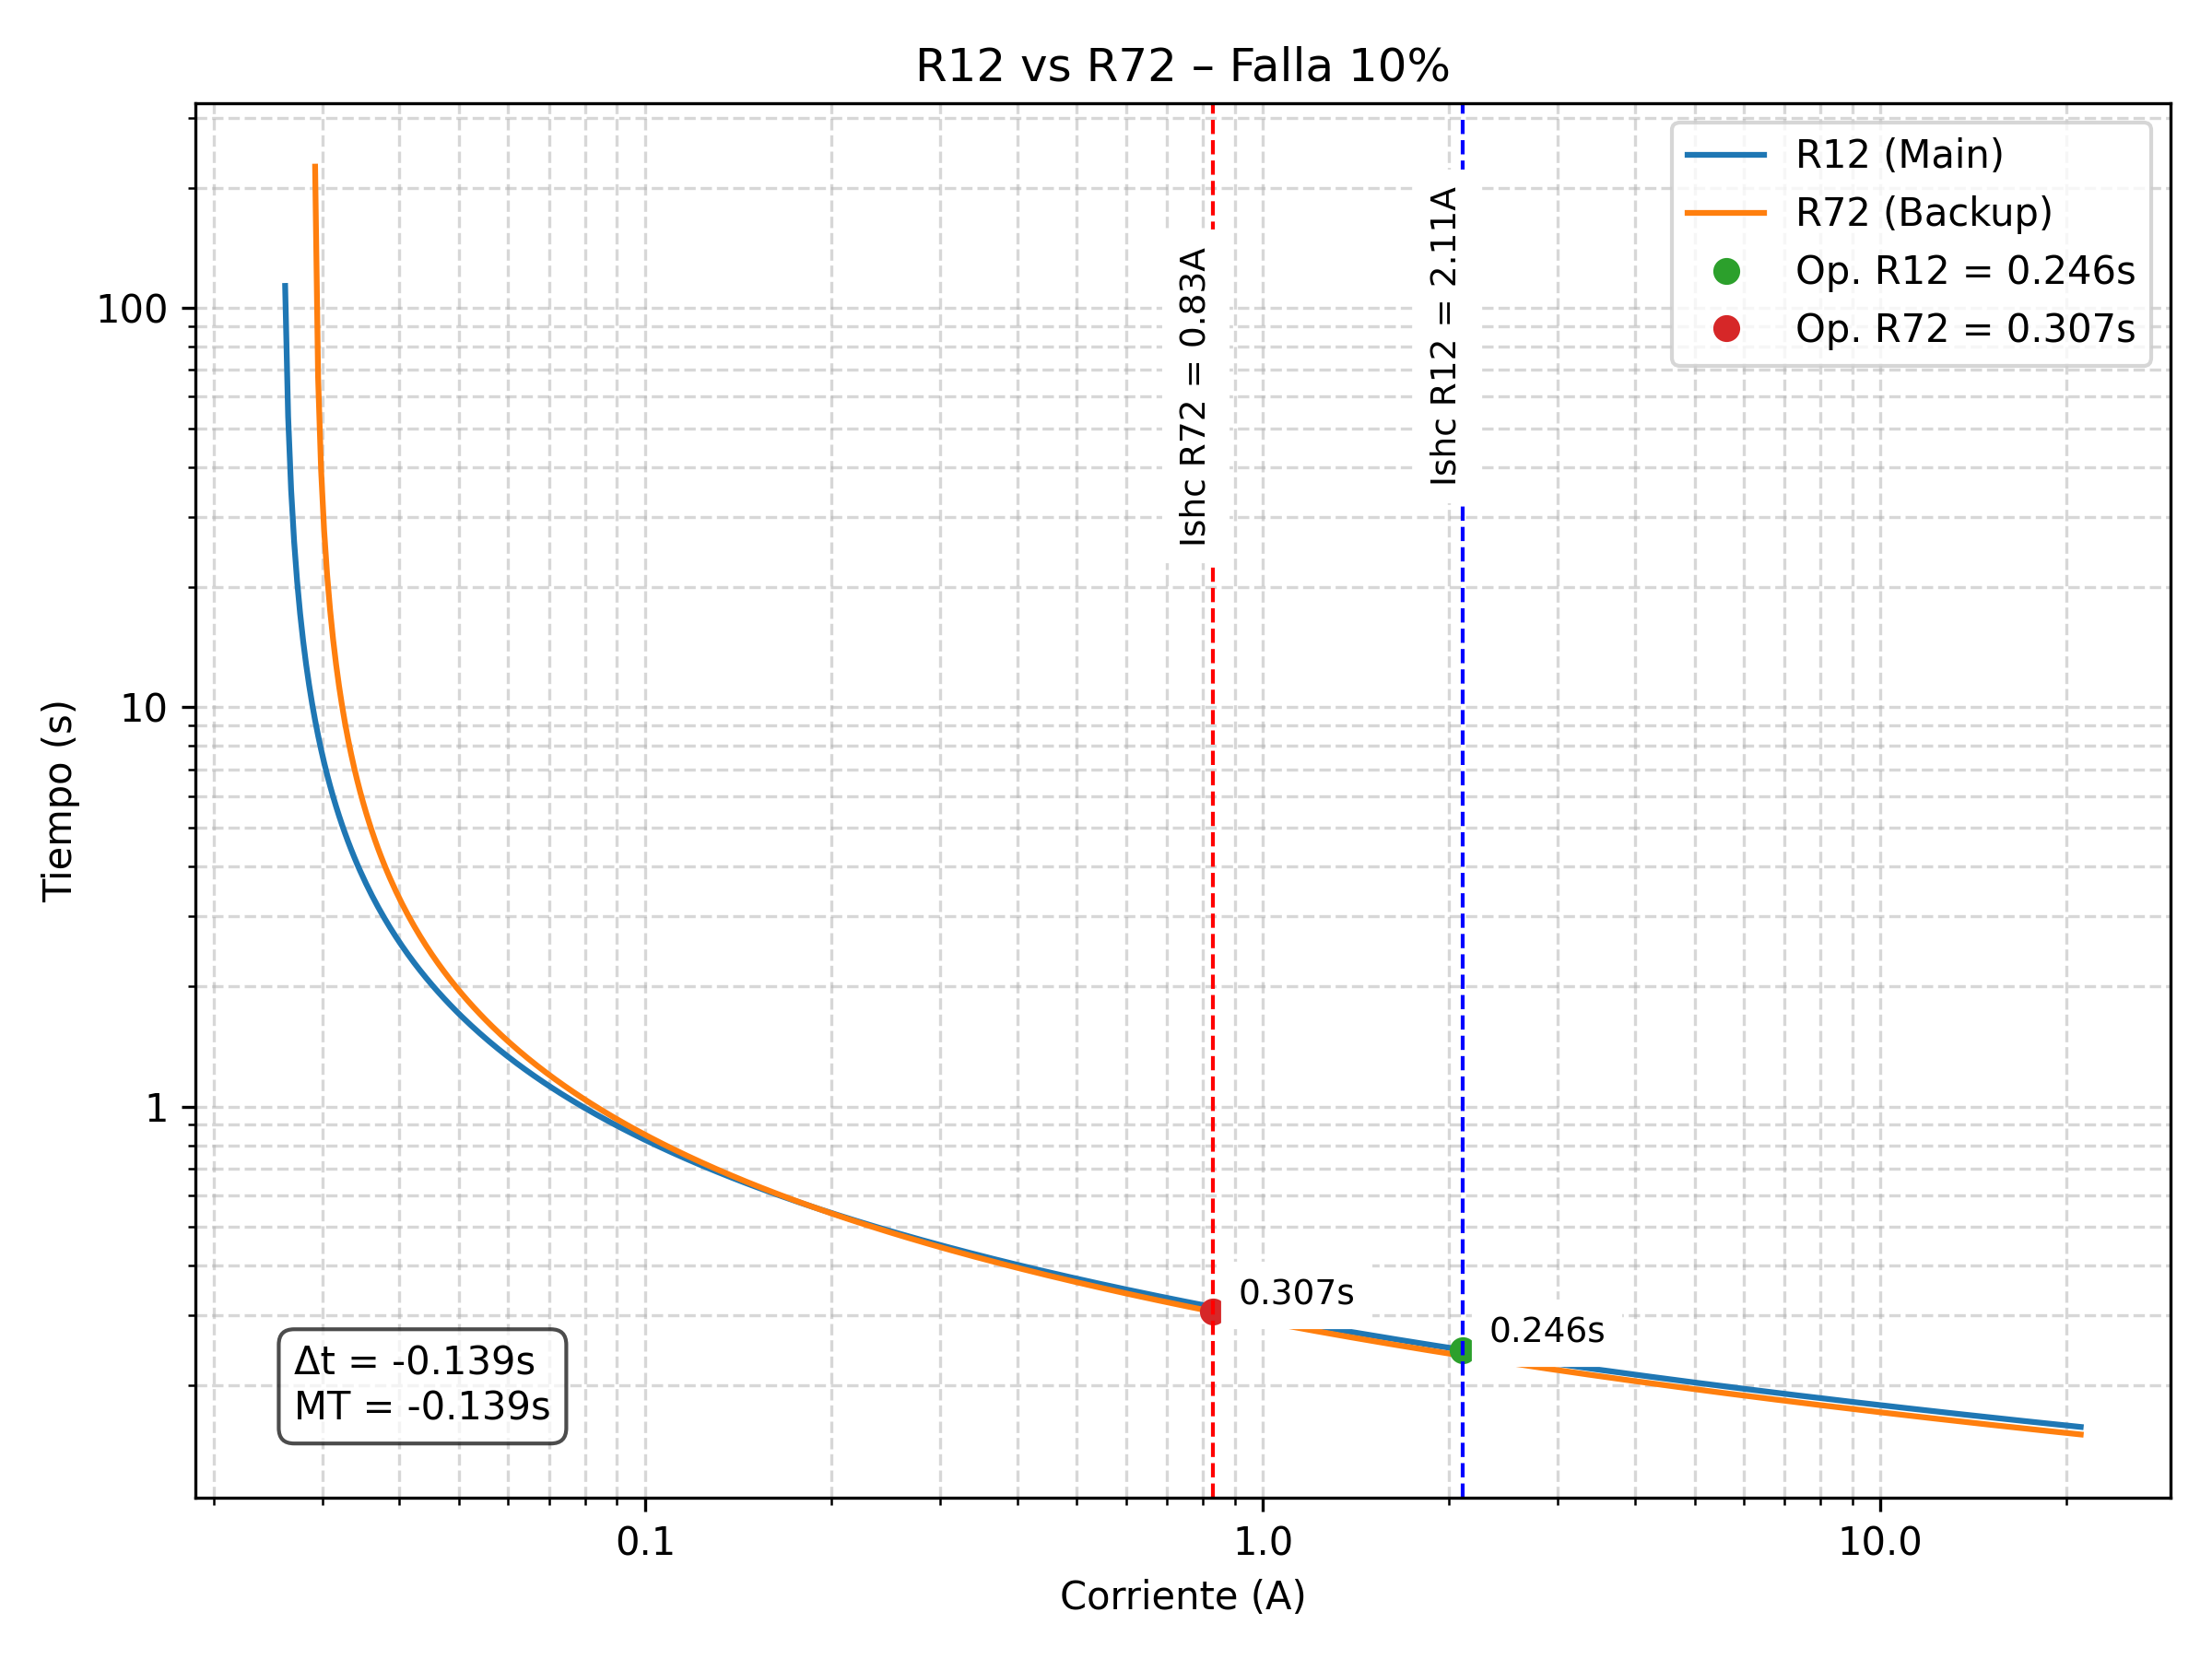 R12 vs R72 – Falla 10%
R12 (Main)
R72 (Backup)
Op. R12 = 0.246s
Op. R72 = 0.307s
Ishc R72 = 0.83A
Ishc R12 = 2.11A
100
10
1
Tiempo (s)
0.307s
0.246s
Δt = -0.139s
MT = -0.139s
0.1
1.0
10.0
Corriente (A)